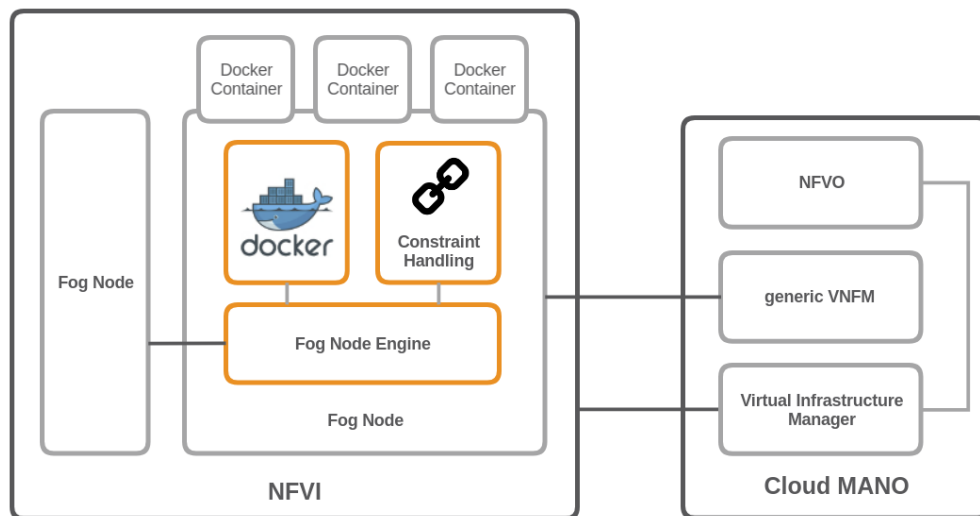 Docker
Container
Docker
Container
Docker
Container
Fog Node
docker
Constraint
Handling
Fog Node Engine
Fog Node
NFVI
NFVO
generic VNFM
Virtual Infrastructure
Manager
Cloud MANO